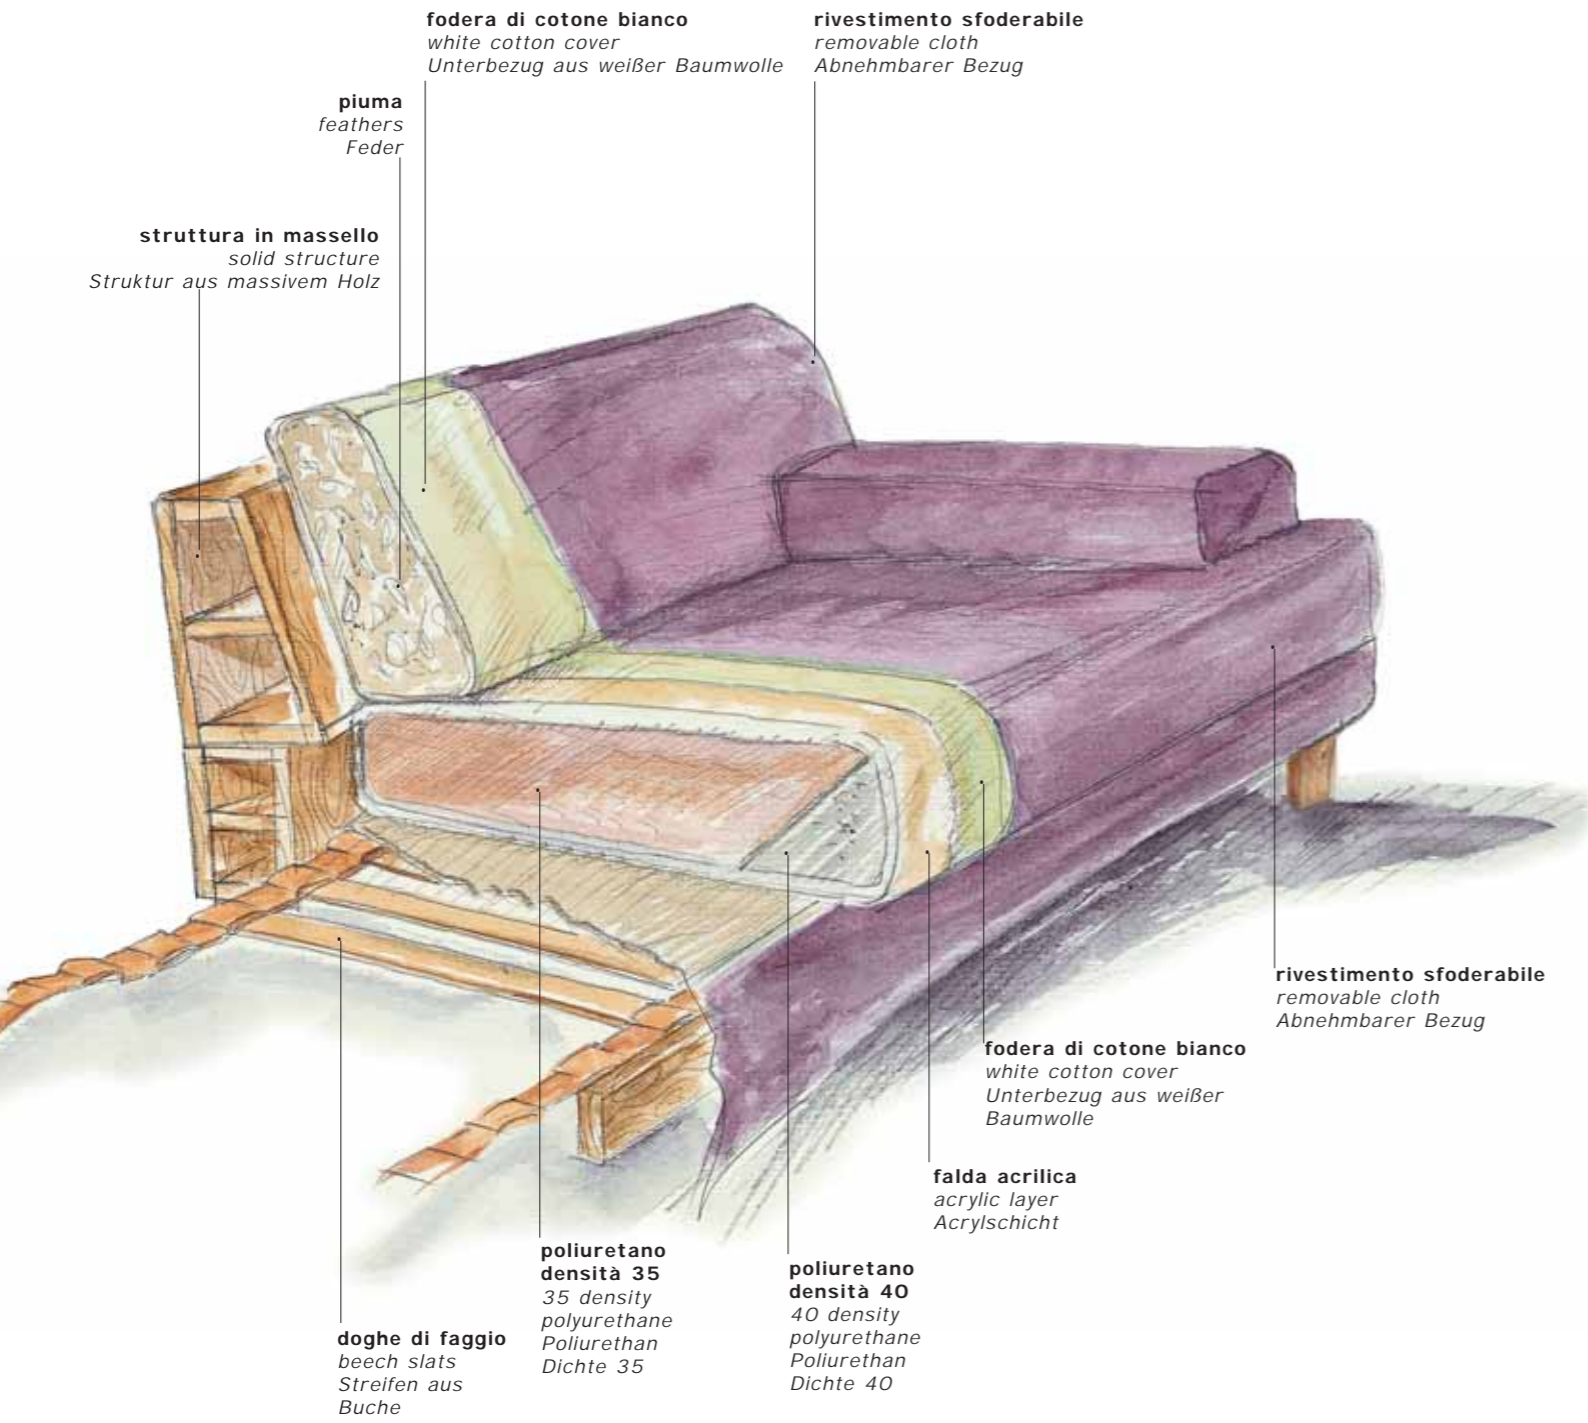 fodera di cotone bianco
white cotton cover
Unterbezug aus weißer Baumwolle
rivestimento sfoderabile
removable cloth
Abnehmbarer Bezug
piuma
feathers
Feder
struttura in massello
solid structure
Struktur aus massivem Holz
rivestimento sfoderabile
removable cloth
Abnehmbarer Bezug
fodera di cotone bianco
white cotton cover
Unterbezug aus weißer
Baumwolle
falda acrilica
acrylic layer
Acrylschicht
poliuretano
densità 35
35 density
polyurethane
Poliurethan
Dichte 35
poliuretano
densità 40
40 density
polyurethane
Poliurethan
Dichte 40
doghe di faggio
beech slats
Streifen aus
Buche